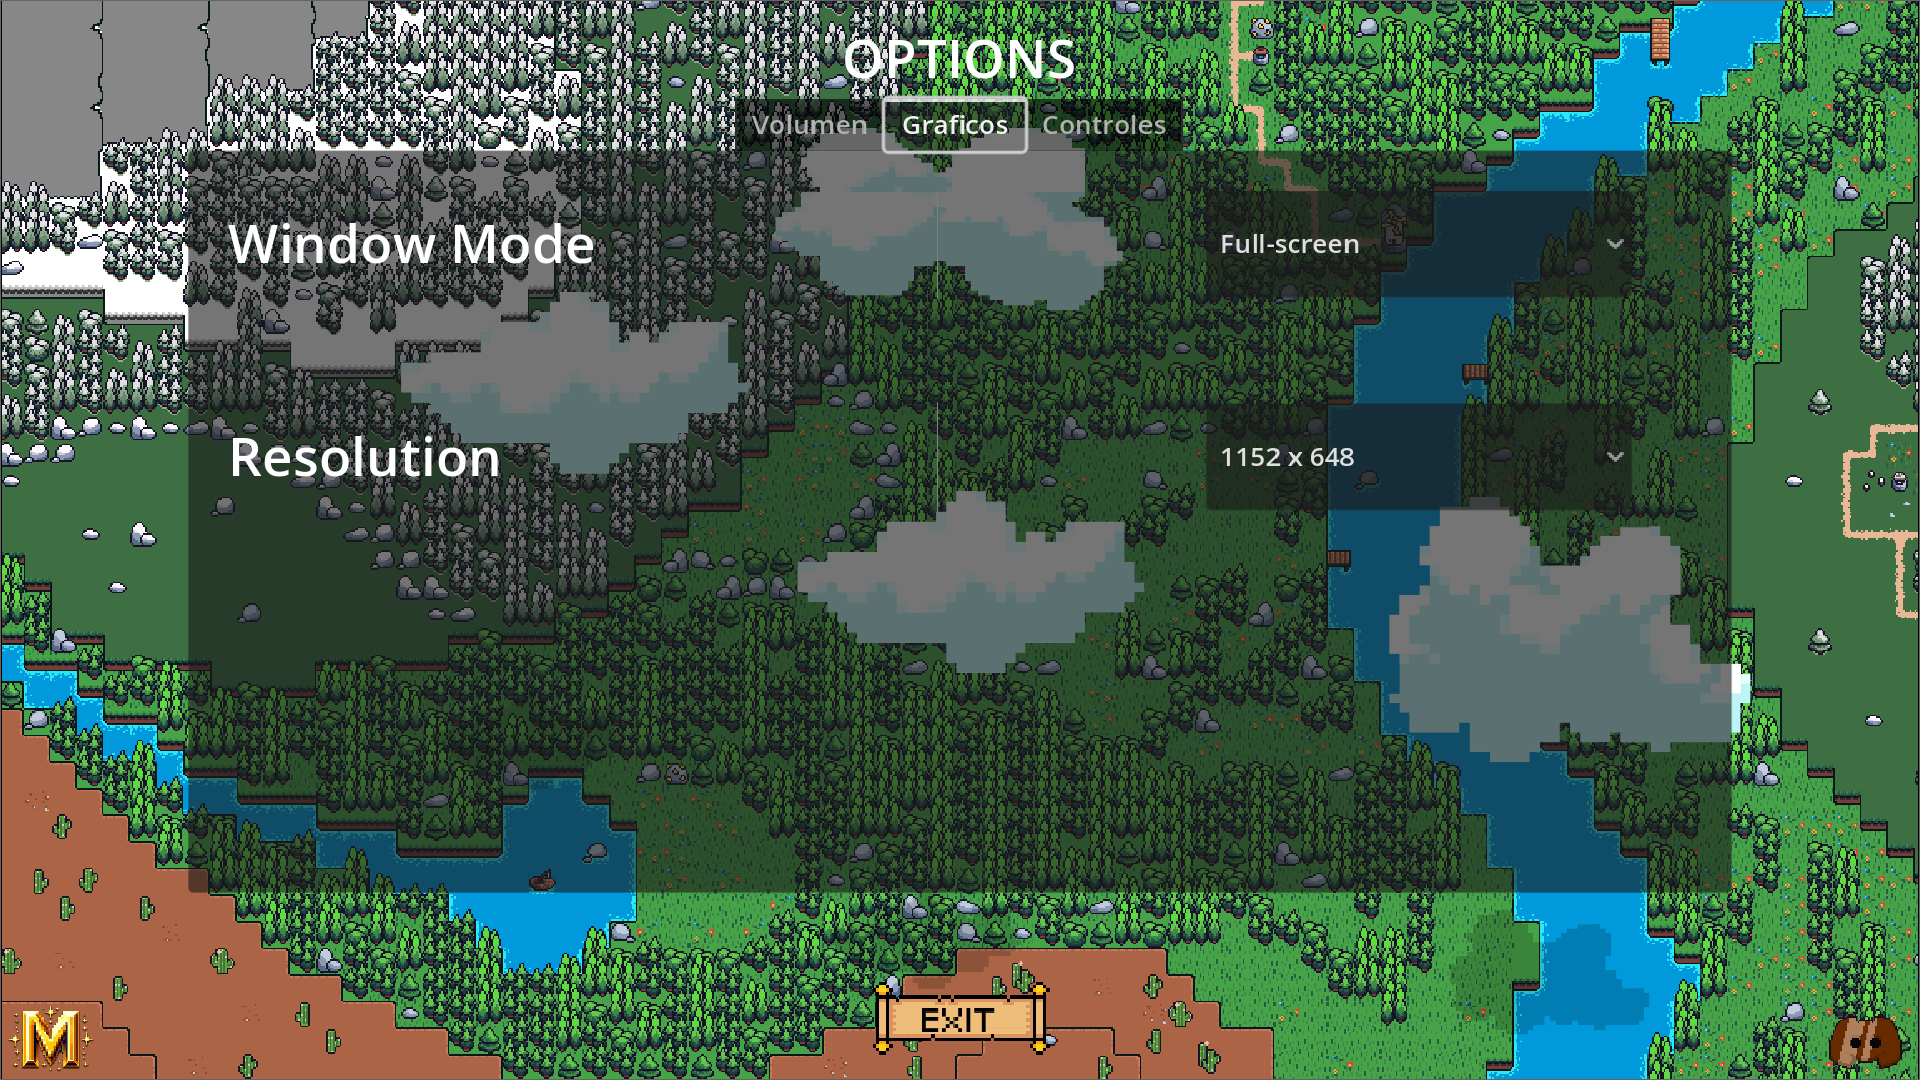 OPTIONS
Volumen Graficos Controles
Window Mode Full-screen
Resolution 1152 x 648
EXIT
M